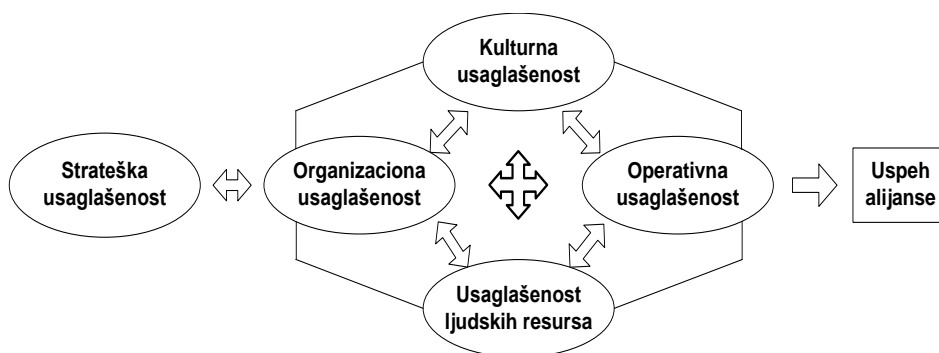 Kulturna
usaglašenost
Strateška
usaglašenost
Organizaciona
usaglašenost
Operativna
usaglašenost
Uspeh
alijanse
Usaglašenost
ljudskih resursa